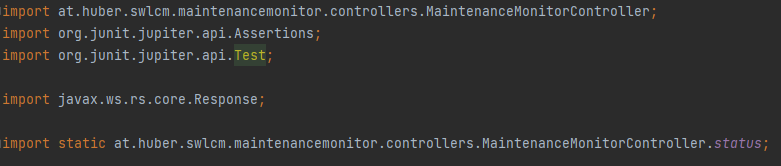 import at.huber.swlcm.maintenancemonitor.controllers.MaintenanceMonitorController;
import org.junit.jupiter.api.Assertions;
import org.junit.jupiter.api.Test;
import javax.ws.rs.core.Response;
import static at.huber.swlcm.maintenancemonitor.controllers.MaintenanceMonitorController.status;